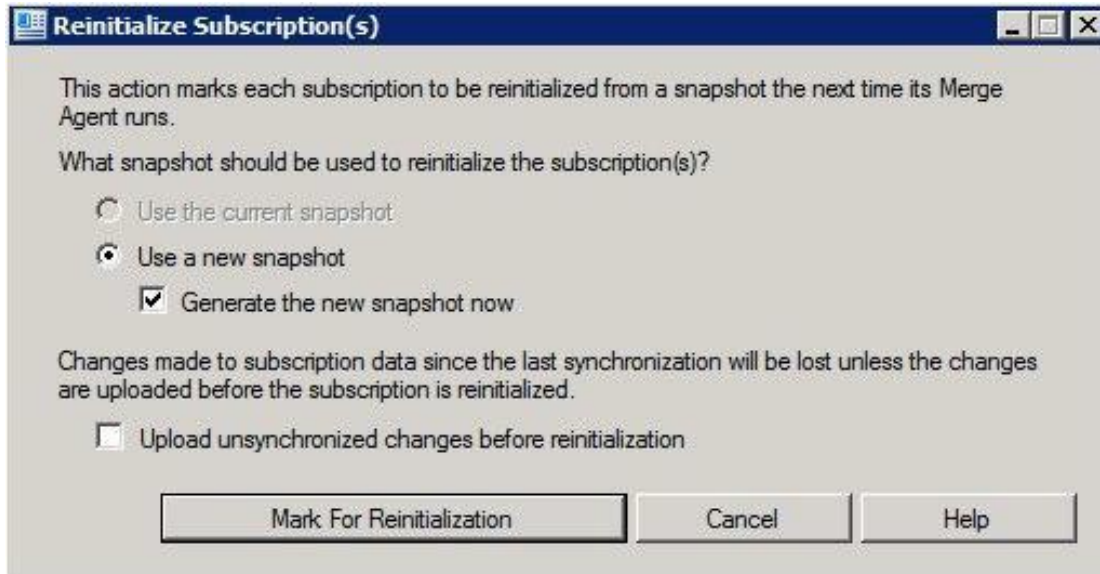 Reinitialize Subscription(s)
This action marks each subscription to be reinitialized from a snapshot the next time its Merge
Agent runs.
What snapshot should be used to reinitialize the subscription(s)?
Use the current snapshot
Use a new snapshot
Generate the new snapshot now
Changes made to subscription data since the last synchronization will be lost unless the changes
are uploaded before the subscription is reinitialized.
Upload unsynchronized changes before reinitialization
Mark For Reinitialization Cancel Help